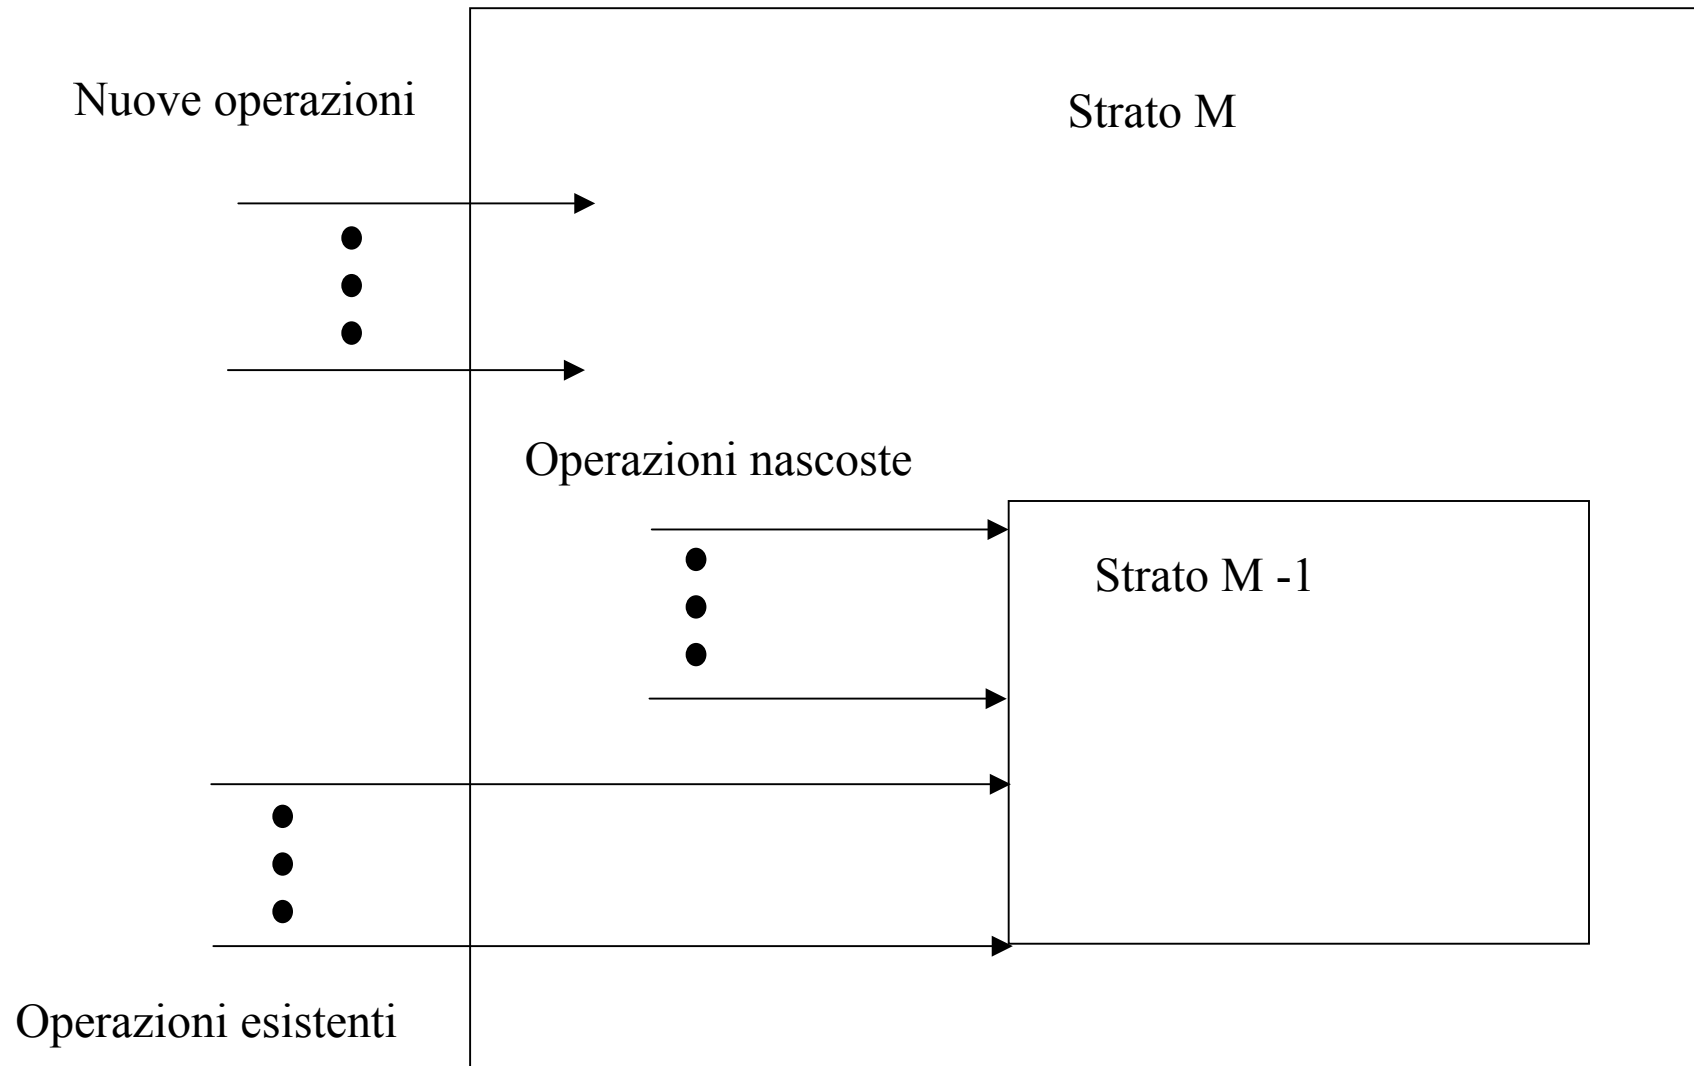 Nuove operazioni
Strato M
Operazioni nascoste
Strato M -1
Operazioni esistenti